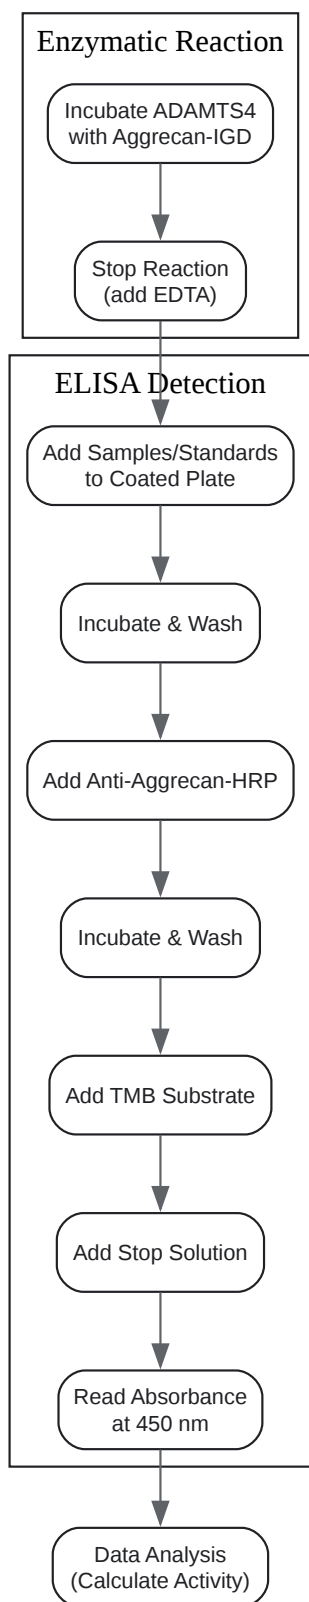 Enzymatic Reaction
Incubate ADAMTS4
with Aggrecan-IGD
Stop Reaction
(add EDTA)
ELISA Detection
Add Samples/Standards
to Coated Plate
Incubate & Wash
Add Anti-Aggrecan-HRP
Incubate & Wash
Add TMB Substrate
Add Stop Solution
Read Absorbance
at 450 nm
Data Analysis
(Calculate Activity)